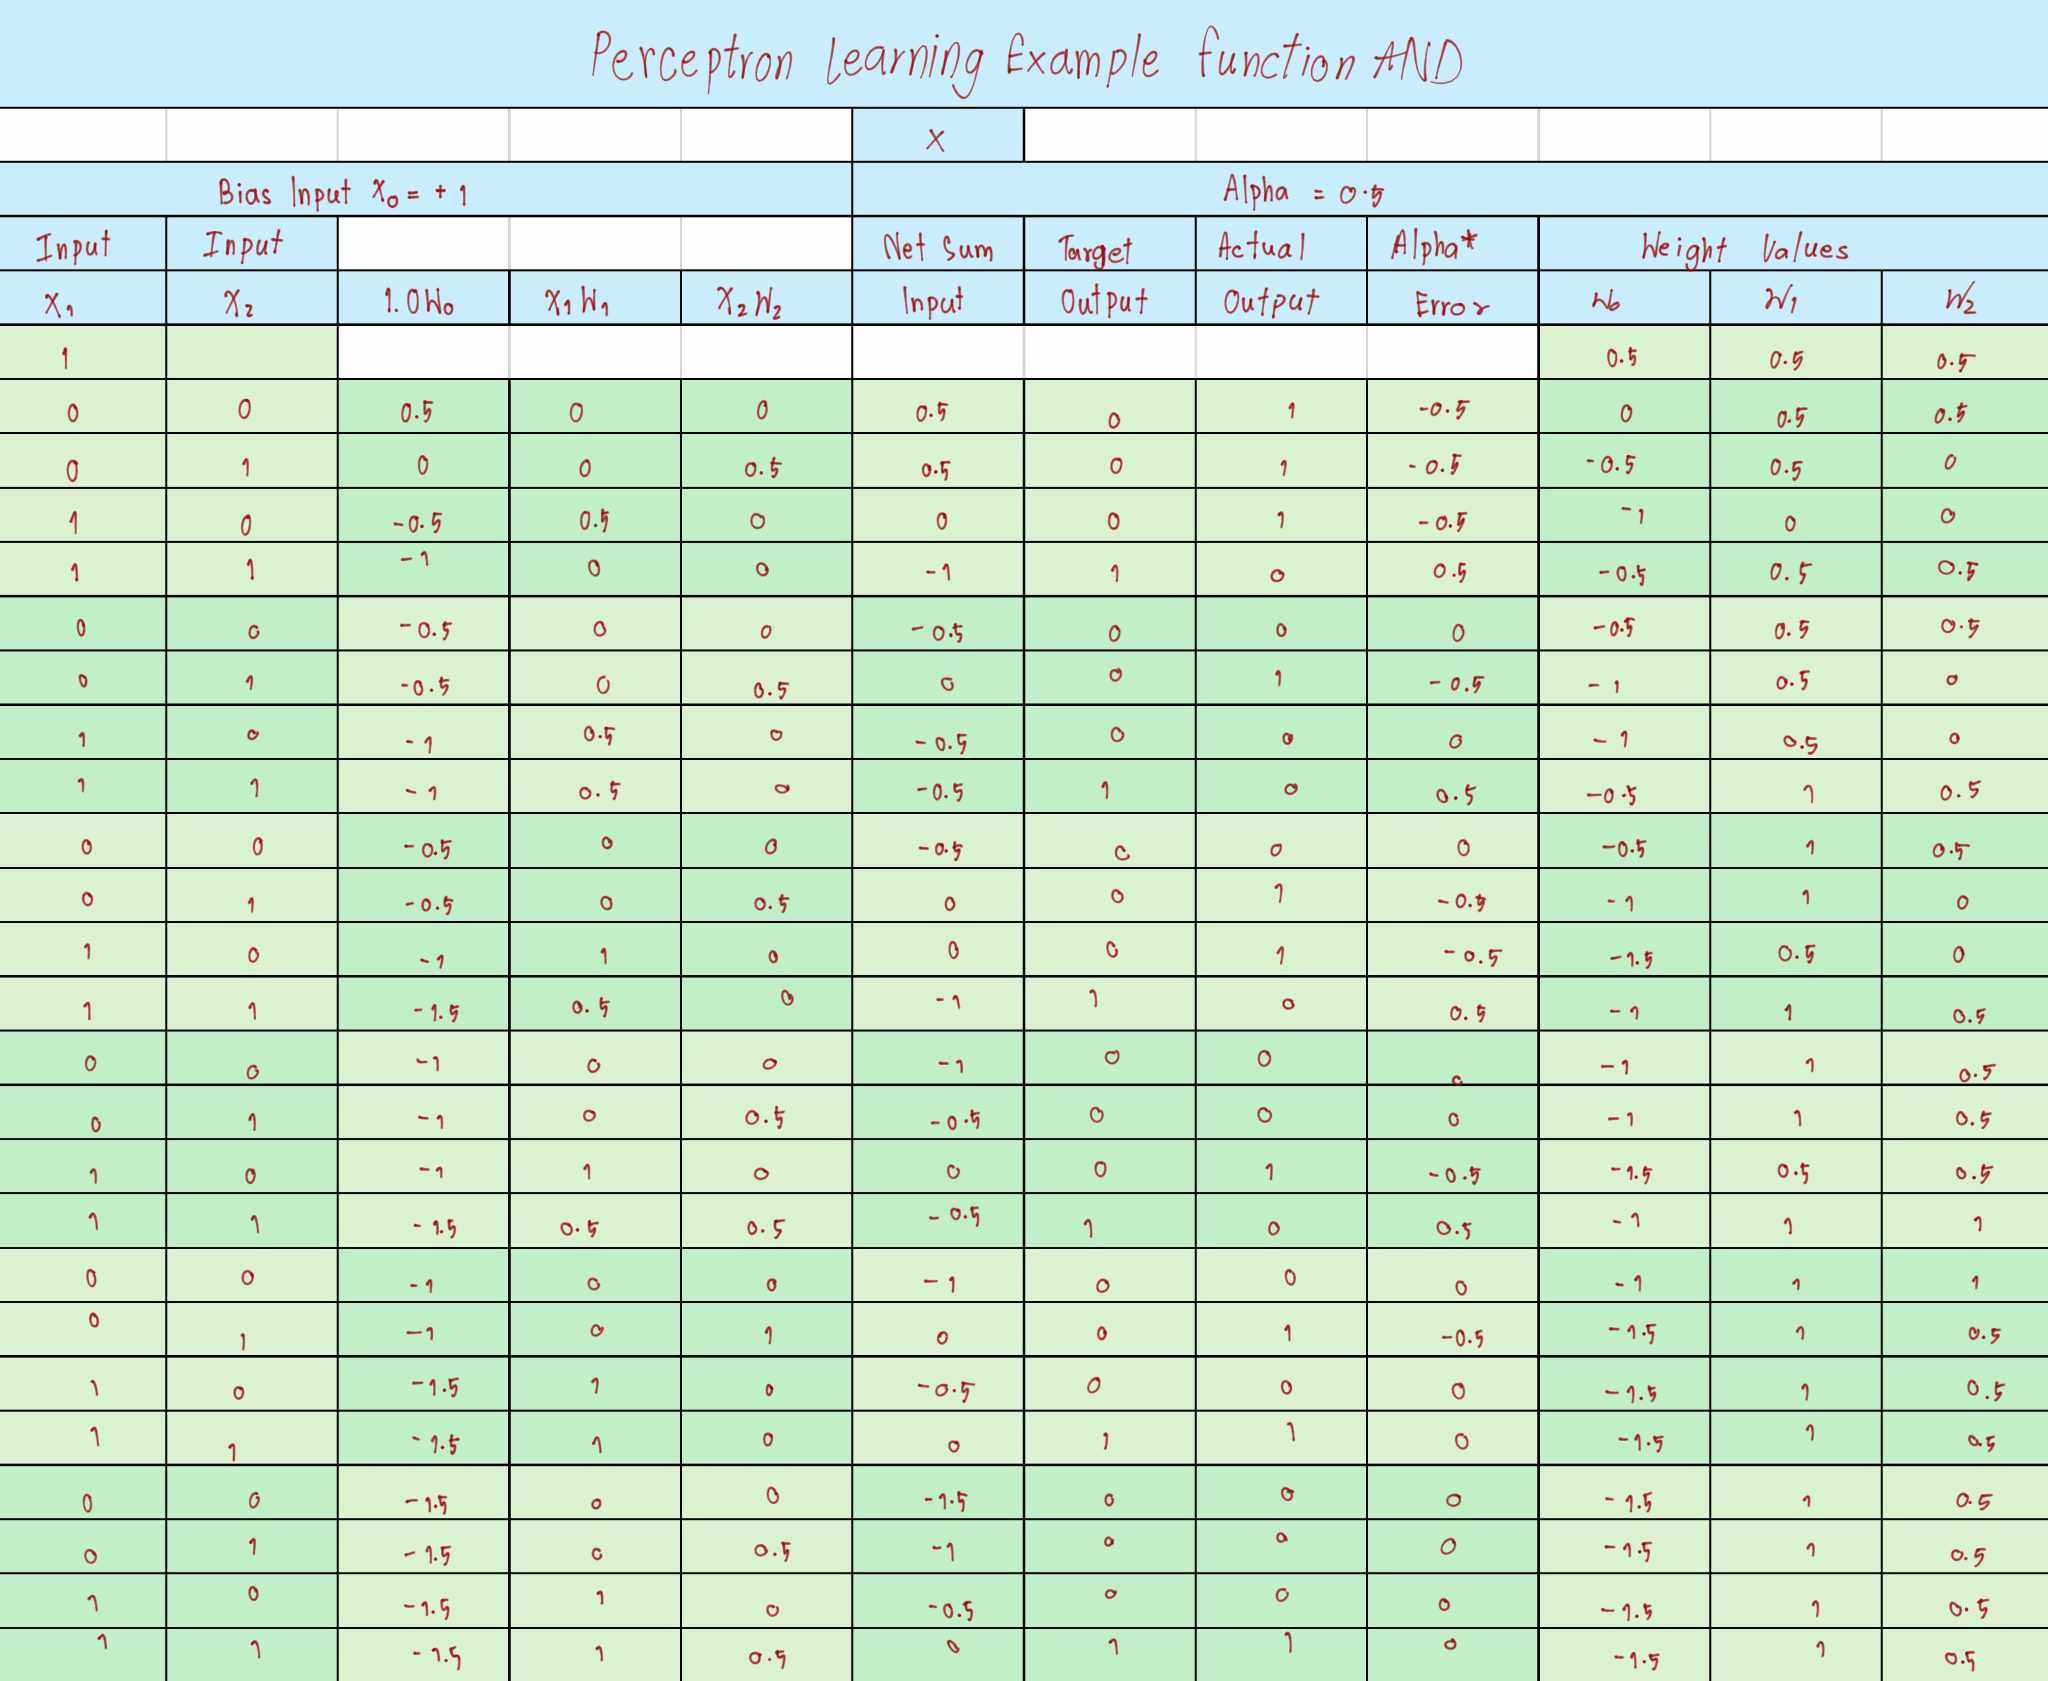 Perceptron Learning Example function AND
X
Bias Input X₀ = + 1 Alpha = 0.5
Input Input Net Sum Target Actual Alpha* Weight Values
X₁ X₂ 1.0W₀ X₁W₁ X₂W₂ Input Output Output Error W₀ W₁ W₂
1 0.5 0.5 0.5
0 0 0.5 0 0 0.5 0 1 -0.5 0 0.5 0.5
0 1 0 0 0.5 0.5 0 1 -0.5 -0.5 0.5 0
1 0 -0.5 0.5 0 0 0 1 -0.5 -1 0 0
1 1 -1 0 0 -1 1 0 0.5 -0.5 0.5 0.5
0 0 -0.5 0 0 -0.5 0 0 0 -0.5 0.5 0.5
0 1 -0.5 0 0.5 0 0 1 -0.5 -1 0.5 0
1 0 -1 0.5 0 -0.5 0 0 0 -1 0.5 0
1 1 -1 0.5 0 -0.5 1 0 0.5 -0.5 1 0.5
0 0 -0.5 0 0 -0.5 0 0 0 -0.5 1 0.5
0 1 -0.5 0 0.5 0 0 1 -0.5 -1 1 0
1 0 -1 1 0 0 0 1 -0.5 -1.5 0.5 0
1 1 -1.5 0.5 0 -1 1 0 0.5 -1 1 0.5
0 0 -1 0 0 -1 0 0 0 -1 1 0.5
0 1 -1 0 0.5 -0.5 0 0 0 -1 1 0.5
1 0 -1 1 0 0 0 1 -0.5 -1.5 0.5 0.5
1 1 -1.5 0.5 0.5 -0.5 1 0 0.5 -1 1 1
0 0 -1 0 0 -1 0 0 0 -1 1 1
0 1 -1 0 1 0 0 1 -0.5 -1.5 1 0.5
1 0 -1.5 1 0 -0.5 0 0 0 -1.5 1 0.5
1 1 -1.5 1 0 0 1 1 0 -1.5 1 0.5
0 0 -1.5 0 0 -1.5 0 0 0 -1.5 1 0.5
0 1 -1.5 0 0.5 -1 0 0 0 -1.5 1 0.5
1 0 -1.5 1 0 -0.5 0 0 0 -1.5 1 0.5
1 1 -1.5 1 0.5 0 1 1 0 -1.5 1 0.5